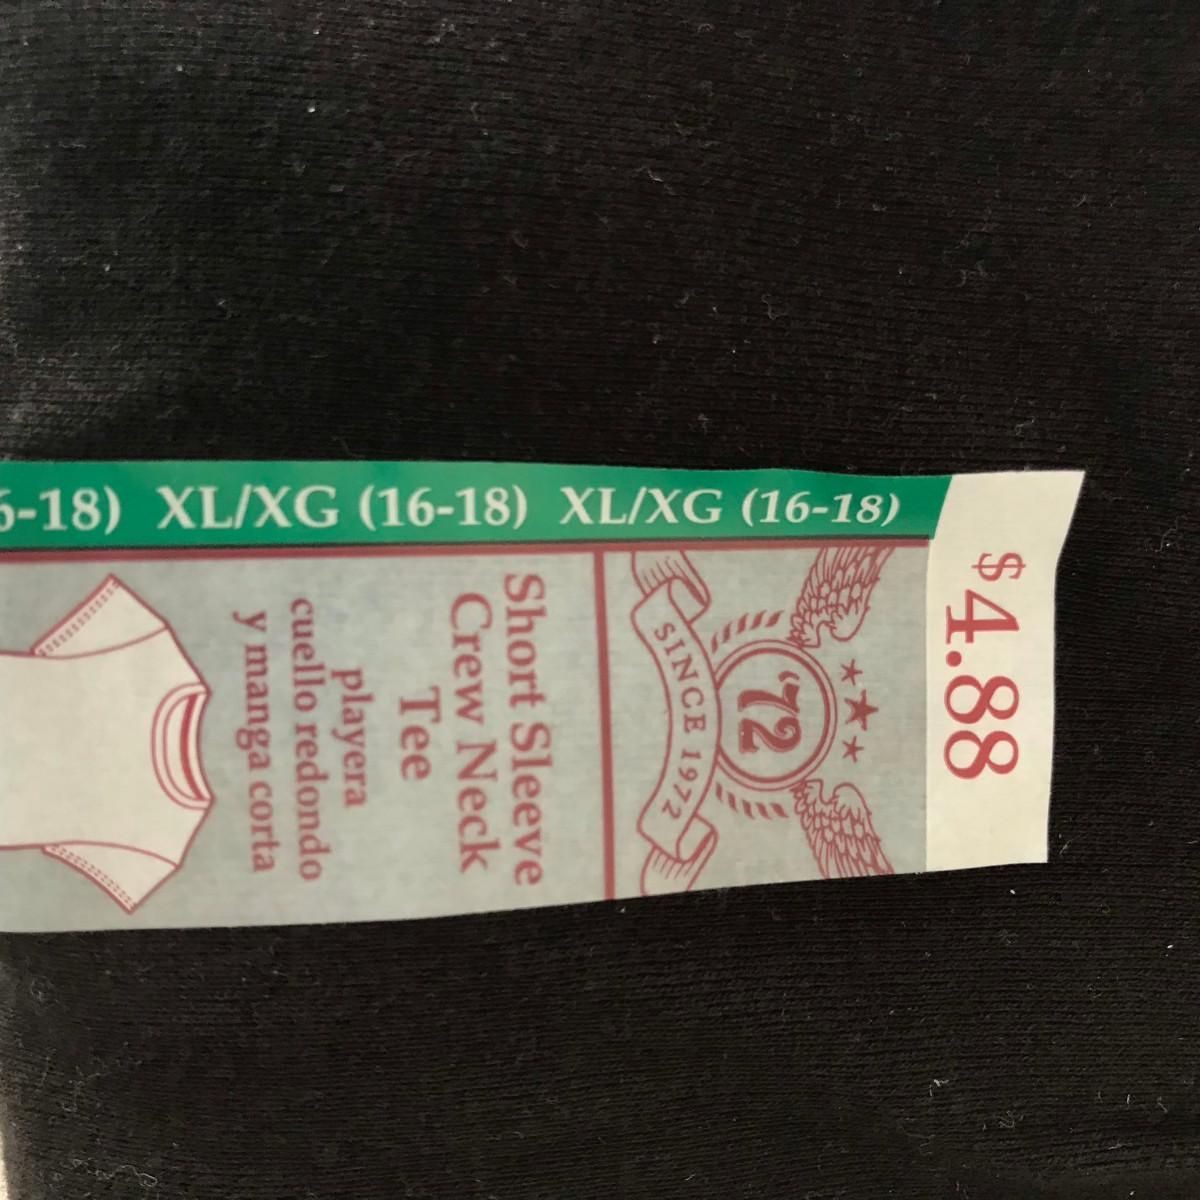 $4.88
'72
SINCE 1972
Short Sleeve
Crew Neck
Tee
playera
cuello redondo
y manga corta
6-18) XL/XG (16-18) XL/XG (16-18)